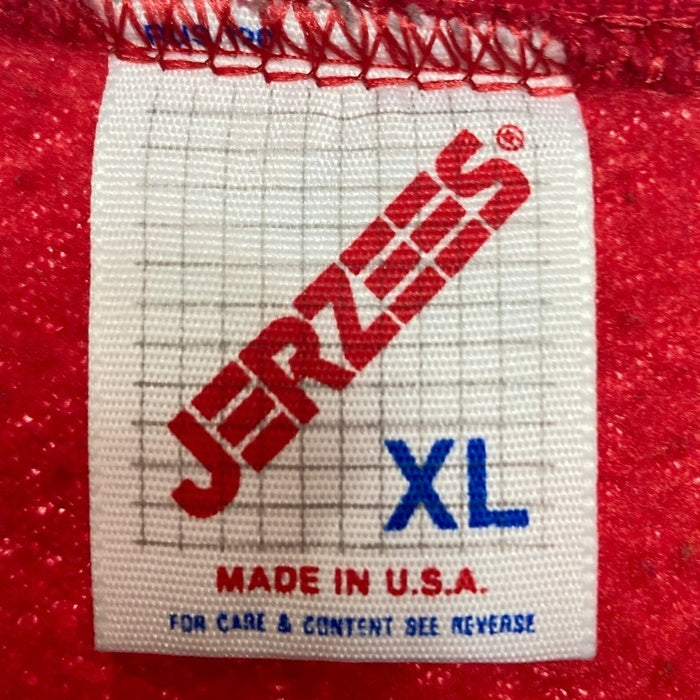 JERZEES®
XL
MADE IN U.S.A.
FOR CARE & CONTENT SEE REVERSE